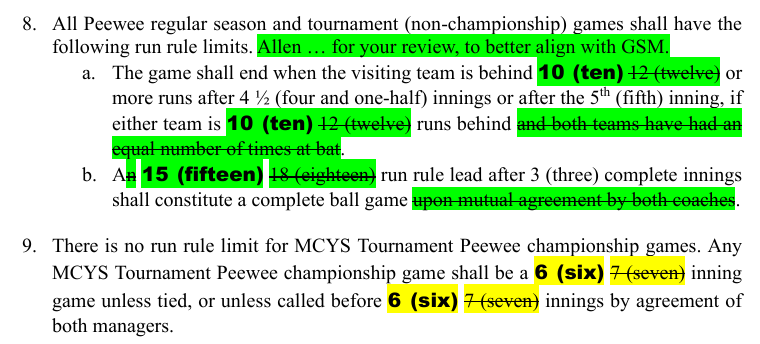 8. All Peewee regular season and tournament (non-championship) games shall have the
following run rule limits. Allen … for your review, to better align with GSM.
a. The game shall end when the visiting team is behind 10 (ten) 12 (twelve) or
more runs after 4 ½ (four and one-half) innings or after the 5th (fifth) inning, if
either team is 10 (ten) 12 (twelve) runs behind and both teams have had an
equal number of times at bat.
b. An 15 (fifteen) 18 (eighteen) run rule lead after 3 (three) complete innings
shall constitute a complete ball game upon mutual agreement by both coaches.
9. There is no run rule limit for MCYS Tournament Peewee championship games. Any
MCYS Tournament Peewee championship game shall be a 6 (six) 7 (seven) inning
game unless tied, or unless called before 6 (six) 7 (seven) innings by agreement of
both managers.